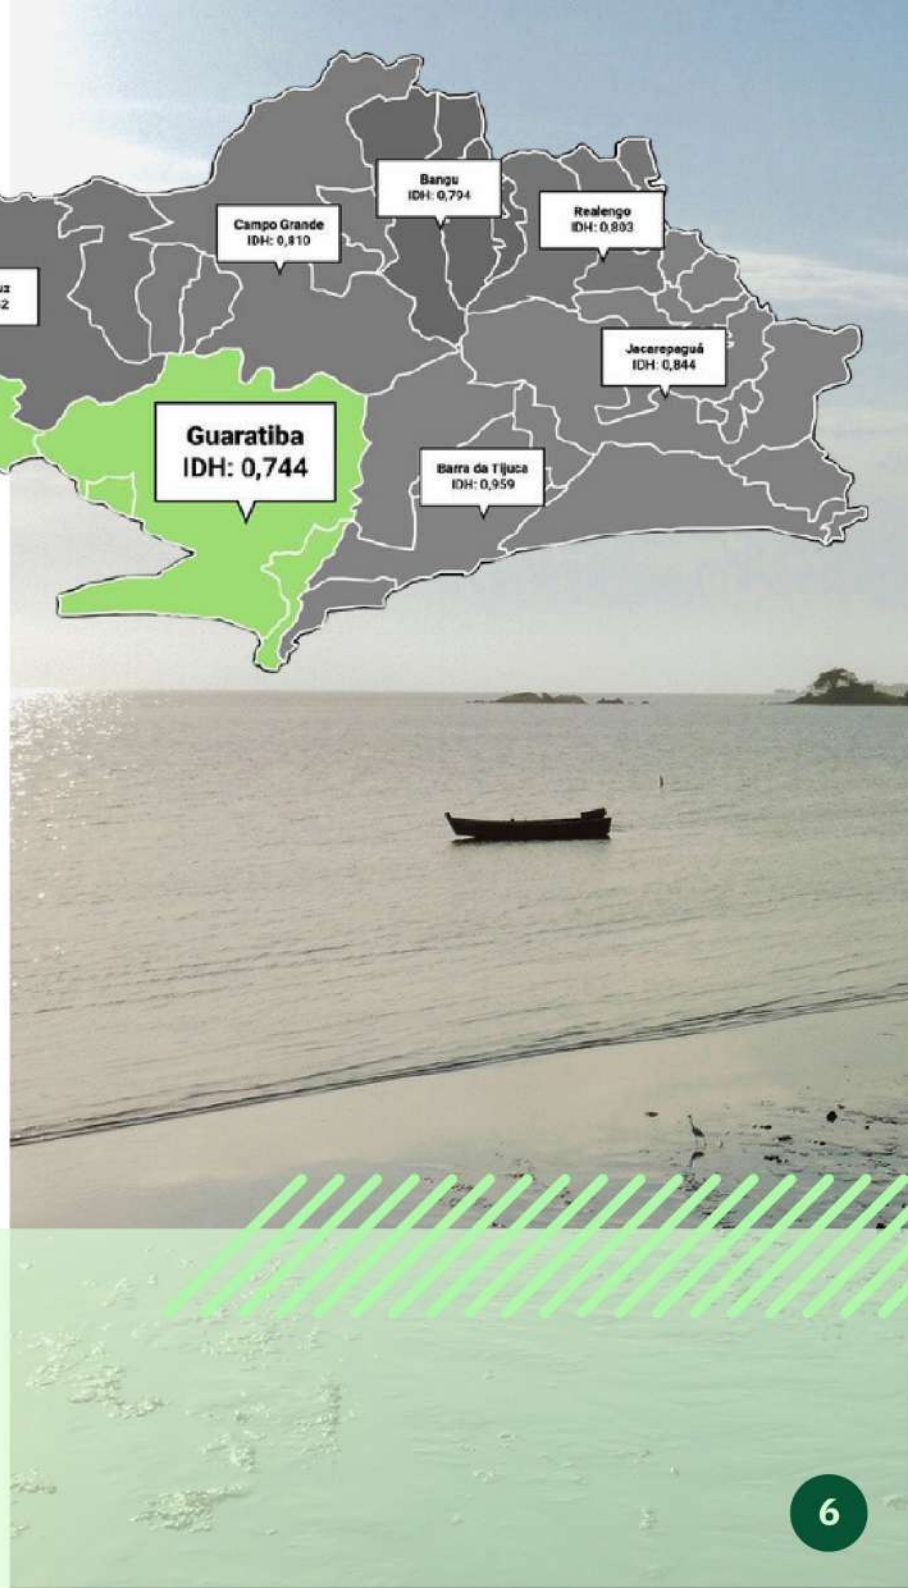 Bangu
IDH: 0,794
Campo Grande
IDH: 0,810
Realengo
IDH: 0,803
Jacarepaguá
IDH: 0,844
Guaratiba
IDH: 0,744
Barra da Tijuca
IDH: 0,959
6